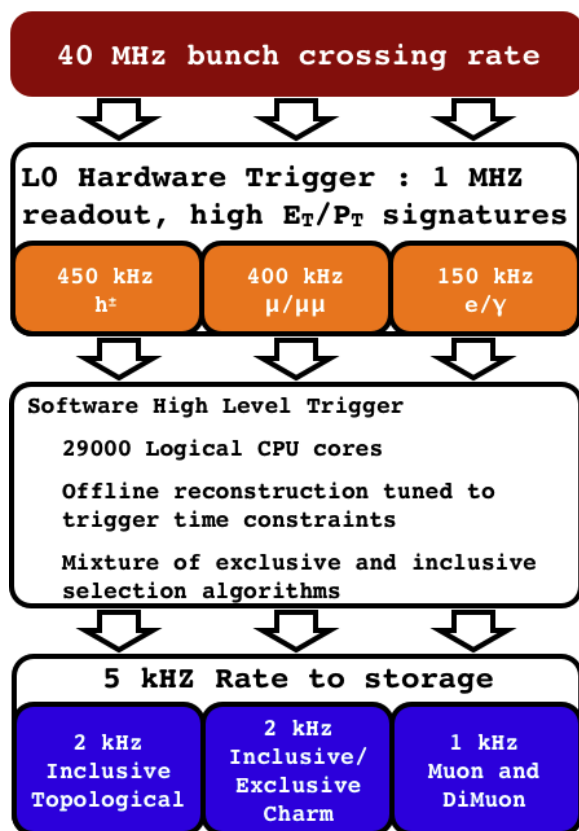 40 MHz bunch crossing rate
L0 Hardware Trigger : 1 MHz
readout, high Eᴛ/Pᴛ signatures
450 kHz
h±
400 kHz
μ/μμ
150 kHz
e/γ
Software High Level Trigger
29000 Logical CPU cores
Offline reconstruction tuned to
trigger time constraints
Mixture of exclusive and inclusive
selection algorithms
5 kHZ Rate to storage
2 kHz
Inclusive
Topological
2 kHz
Inclusive/
Exclusive
Charm
1 kHz
Muon and
DiMuon